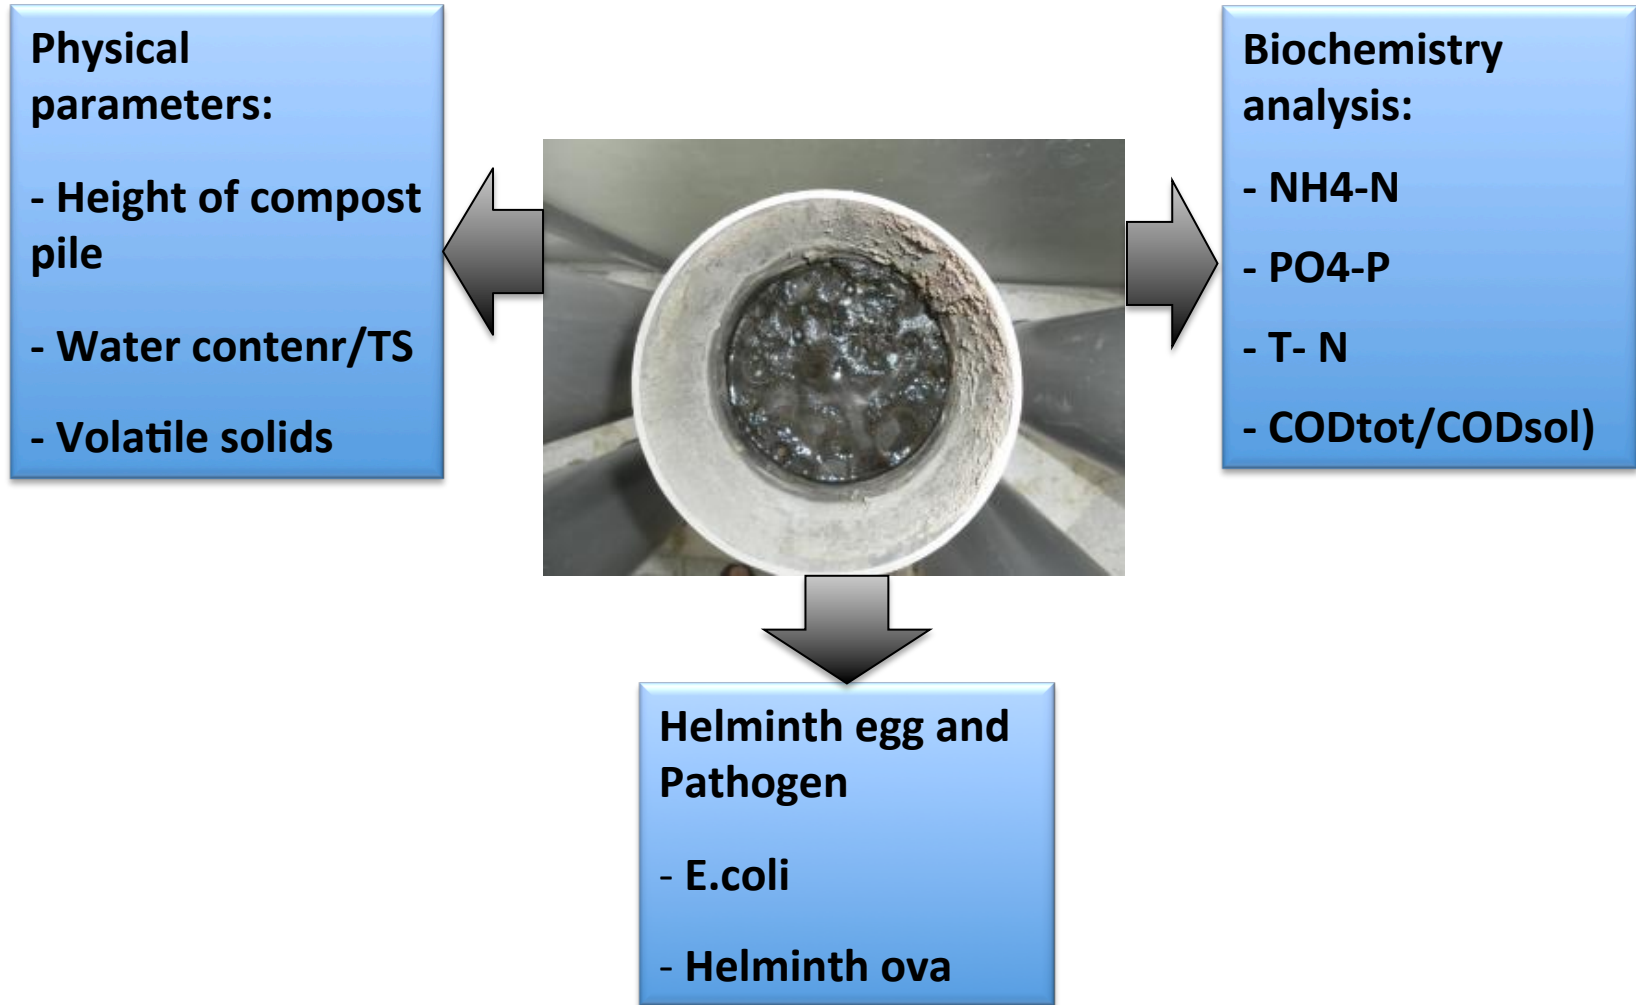 Physical
parameters:
- Height of compost
pile
- Water contenr/TS
- Volatile solids
Biochemistry
analysis:
- NH4-N
- PO4-P
- T- N
- CODtot/CODsol)
Helminth egg and
Pathogen
- E.coli
- Helminth ova